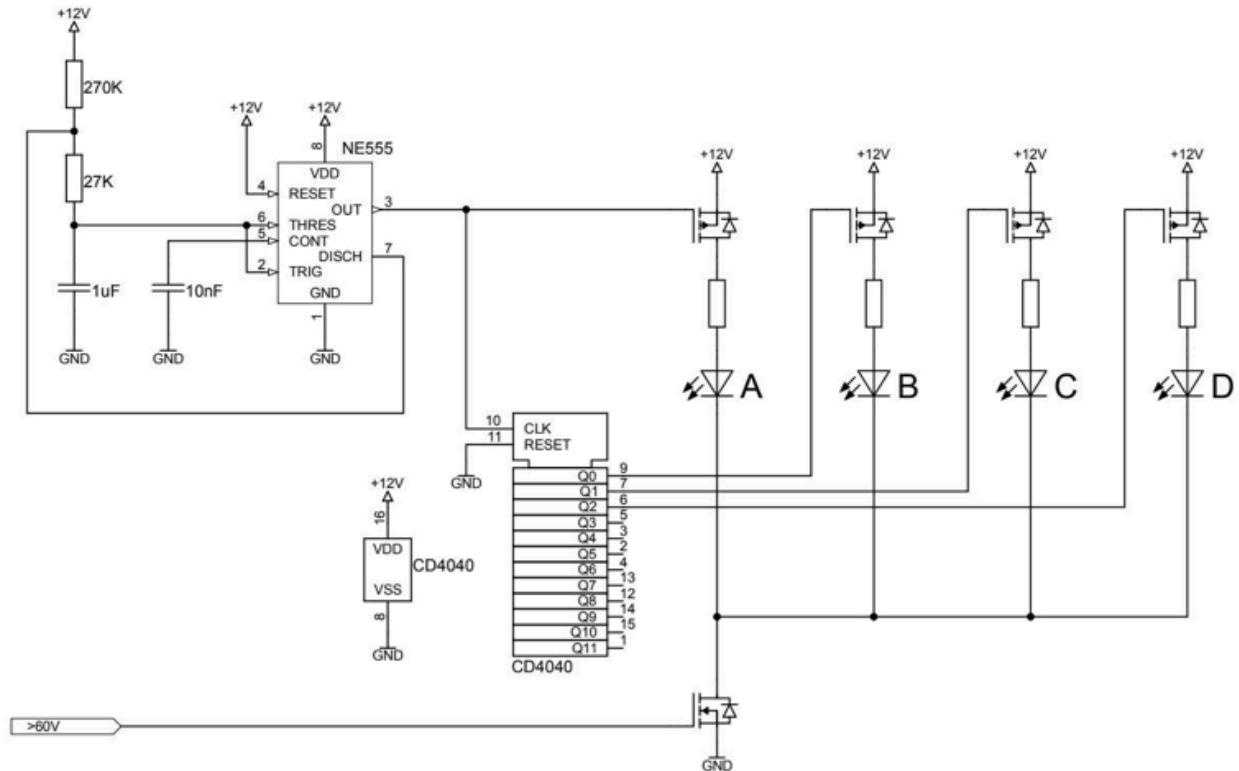 +12V
270K
27K
1uF
GND
10nF
GND
+12V
+12V
NE555
8
VDD
4
RESET
OUT
3
6
THRES
5
CONT
DISCH
7
2
TRIG
GND
1
GND
+12V
+12V
+12V
+12V
A
B
C
D
10
CLK
11
RESET
GND
Q0
9
Q1
7
Q2
6
Q3
5
Q4
3
Q5
2
Q6
4
Q7
13
Q8
12
Q9
14
Q10
15
Q11
1
CD4040
+12V
16
VDD
CD4040
VSS
8
GND
>60V
GND